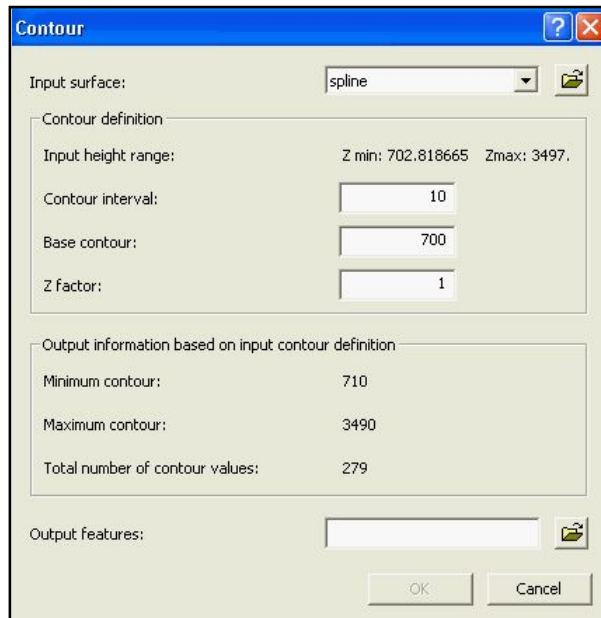 Contour
Input surface: spline
Contour definition
Input height range: Z min: 702.818665 Zmax: 3497.
Contour interval: 10
Base contour: 700
Z factor: 1
Output information based on input contour definition
Minimum contour: 710
Maximum contour: 3490
Total number of contour values: 279
Output features:
OK Cancel